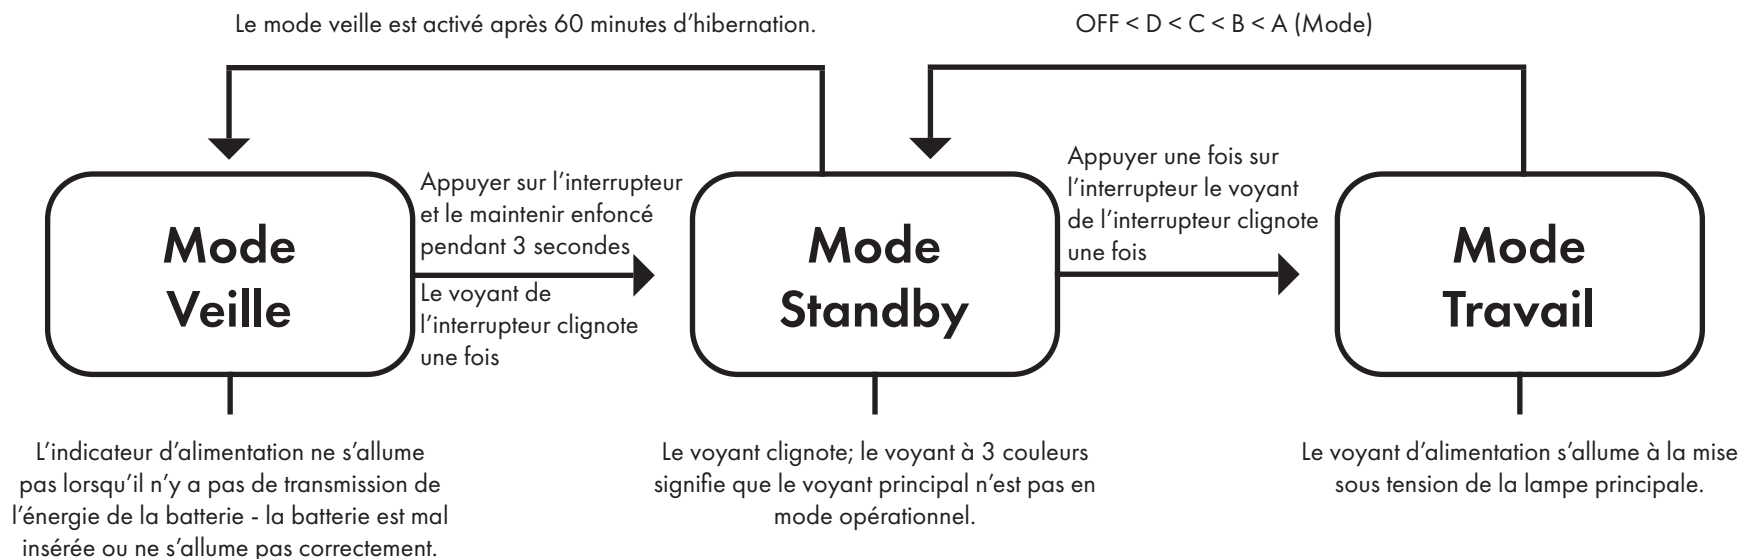 Le mode veille est activé après 60 minutes d’hibernation.
OFF < D < C < B < A (Mode)
Mode
Veille
Appuyer sur l’interrupteur
et le maintenir enfoncé
pendant 3 secondes
Le voyant de
l’interrupteur clignote
une fois
Mode
Standby
Appuyer une fois sur
l’interrupteur le voyant
de l’interrupteur clignote
une fois
Mode
Travail
L’indicateur d’alimentation ne s’allume
pas lorsqu’il n’y a pas de transmission de
l’énergie de la batterie - la batterie est mal
insérée ou ne s’allume pas correctement.
Le voyant clignote; le voyant à 3 couleurs
signifie que le voyant principal n’est pas en
mode opérationnel.
Le voyant d’alimentation s’allume à la mise
sous tension de la lampe principale.